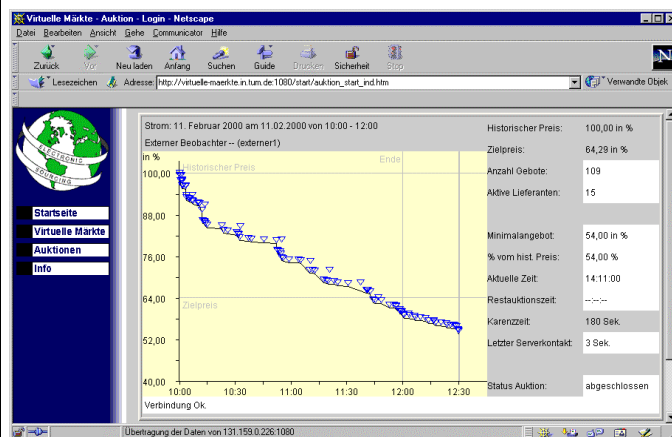 Virtuelle Märkte - Auktion - Login - Netscape
Datei Bearbeiten Ansicht Gehe Communicator Hilfe
Zurück Vor Neu laden Anfang Suchen Guide Drucken Sicherheit Stop
Lesezeichen Adresse: http://virtuelle-maerkte.in.tum.de:1080/start/auktion_start_ind.htm Verwandte Objek
ELECTRONIC SOURCING
Startseite
Virtuelle Märkte
Auktionen
Info
Strom: 11. Februar 2000 am 11.02.2000 von 10:00 - 12:00
Externer Beobachter -- (externer1)
in %
Historischer Preis
Ende
Zielpreis
100,00
88,00
76,00
64,00
52,00
40,00
10:00 10:30 11:00 11:30 12:00 12:30
Verbindung Ok.
Historischer Preis: 100,00 in %
Zielpreis: 64,29 in %
Anzahl Gebote: 109
Aktive Lieferanten: 15
Minimalangebot: 54,00 in %
% vom hist. Preis: 54,00 %
Aktuelle Zeit: 14:11:00
Restauktionszeit: --:--:--
Karenzzeit: 180 Sek.
Letzter Serverkontakt: 3 Sek.
Status Auktion: abgeschlossen
Übertragung der Daten von 131.159.0.226:1080